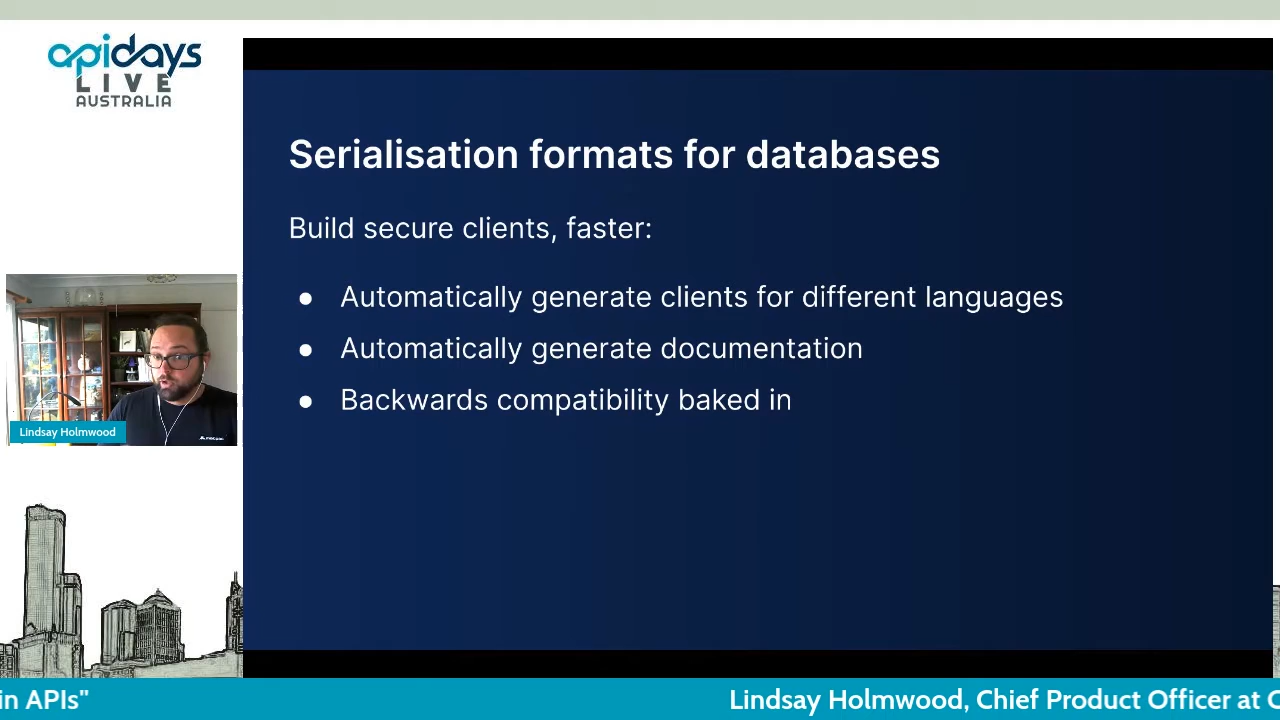 apidays
LIVE
AUSTRALIA
Serialisation formats for databases
Build secure clients, faster:
● Automatically generate clients for different languages
● Automatically generate documentation
● Backwards compatibility baked in
Lindsay Holmwood
in APIs"
Lindsay Holmwood, Chief Product Officer at